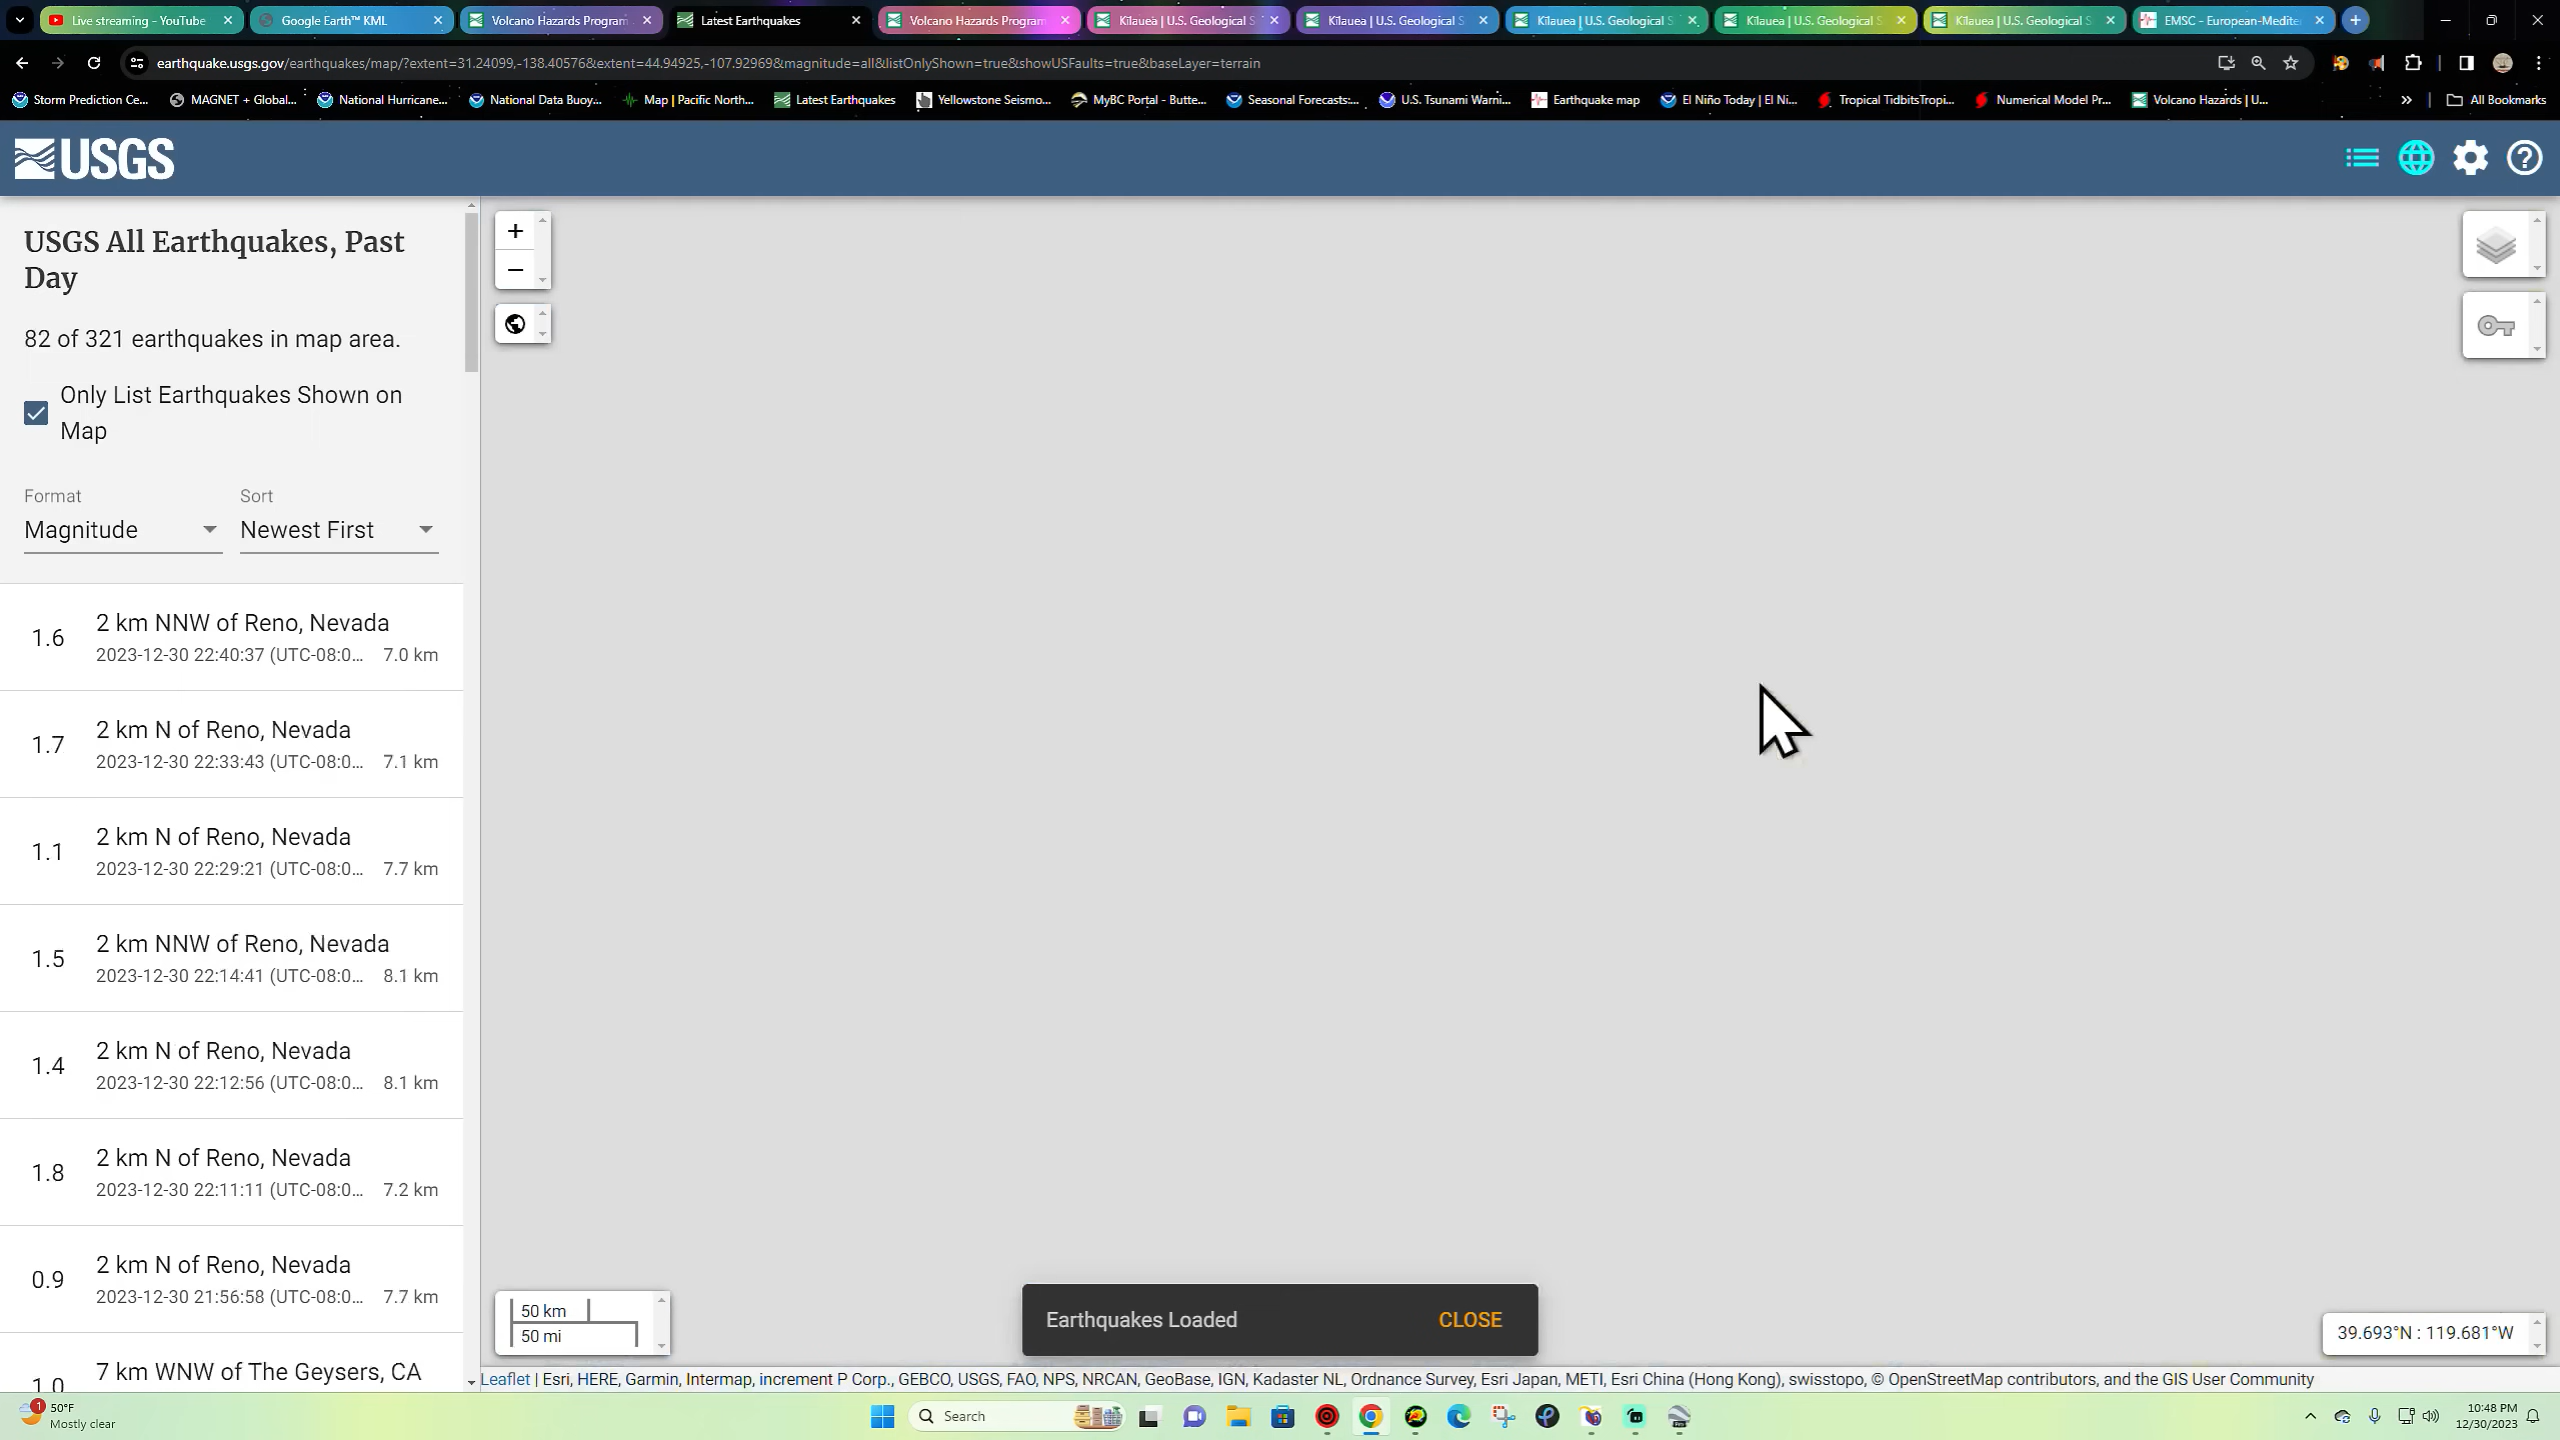 Live streaming - YouTube
Google Earth™ KML
Volcano Hazards Program
Latest Earthquakes
Volcano Hazards Program
Kīlauea | U.S. Geological S
Kīlauea | U.S. Geological S
Kīlauea | U.S. Geological S
Kīlauea | U.S. Geological S
Kīlauea | U.S. Geological S
EMSC - European-Mediter
earthquake.usgs.gov/earthquakes/map/?extent=31.24099,-138.40576&extent=44.94925,-107.92969&magnitude=all&listOnlyShown=true&showUSFaults=true&baseLayer=terrain
Storm Prediction Ce...
MAGNET + Global...
National Hurricane...
National Data Buoy...
Map | Pacific North...
Latest Earthquakes
Yellowstone Seismo...
MyBC Portal - Butte...
Seasonal Forecasts:...
U.S. Tsunami Warni...
Earthquake map
El Niño Today | El Ni...
Tropical TidbitsTropi...
Numerical Model Pr...
Volcano Hazards | U...
»
All Bookmarks
USGS
USGS All Earthquakes, Past
Day
82 of 321 earthquakes in map area.
Only List Earthquakes Shown on
Map
Format
Sort
Magnitude
Newest First
1.6
2 km NNW of Reno, Nevada
2023-12-30 22:40:37 (UTC-08:0... 7.0 km
1.7
2 km N of Reno, Nevada
2023-12-30 22:33:43 (UTC-08:0... 7.1 km
1.1
2 km N of Reno, Nevada
2023-12-30 22:29:21 (UTC-08:0... 7.7 km
1.5
2 km NNW of Reno, Nevada
2023-12-30 22:14:41 (UTC-08:0... 8.1 km
1.4
2 km N of Reno, Nevada
2023-12-30 22:12:56 (UTC-08:0... 8.1 km
1.8
2 km N of Reno, Nevada
2023-12-30 22:11:11 (UTC-08:0... 7.2 km
0.9
2 km N of Reno, Nevada
2023-12-30 21:56:58 (UTC-08:0... 7.7 km
1.0
7 km WNW of The Geysers, CA
+
−
50 km
50 mi
Earthquakes Loaded
CLOSE
39.693°N : 119.681°W
Leaflet | Esri, HERE, Garmin, Intermap, increment P Corp., GEBCO, USGS, FAO, NPS, NRCAN, GeoBase, IGN, Kadaster NL, Ordnance Survey, Esri Japan, METI, Esri China (Hong Kong), swisstopo, © OpenStreetMap contributors, and the GIS User Community
1
50°F
Mostly clear
Search
10:48 PM
12/30/2023